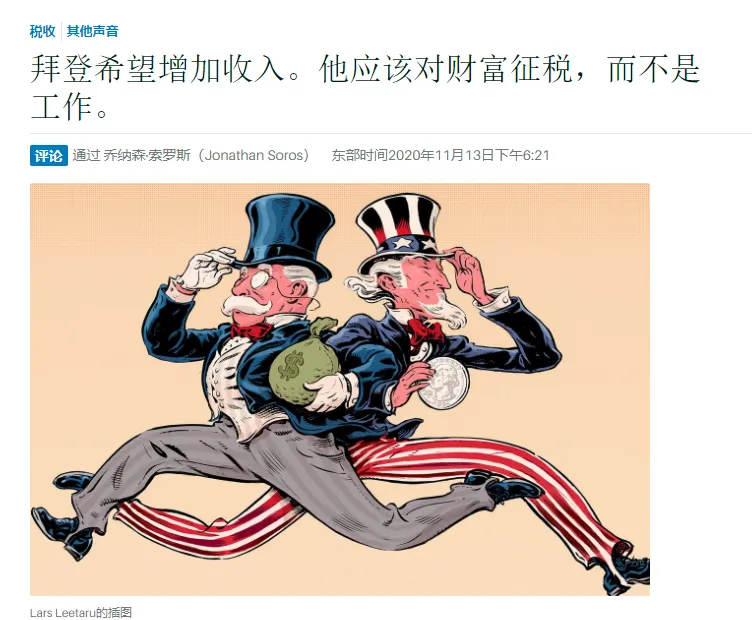 税收 其他声音
拜登希望增加收入。他应该对财富征税，而不是
工作。
评论 通过 乔纳森·索罗斯（Jonathan Soros） 东部时间2020年11月13日下午6:21
$
Lars Leetaru的插图